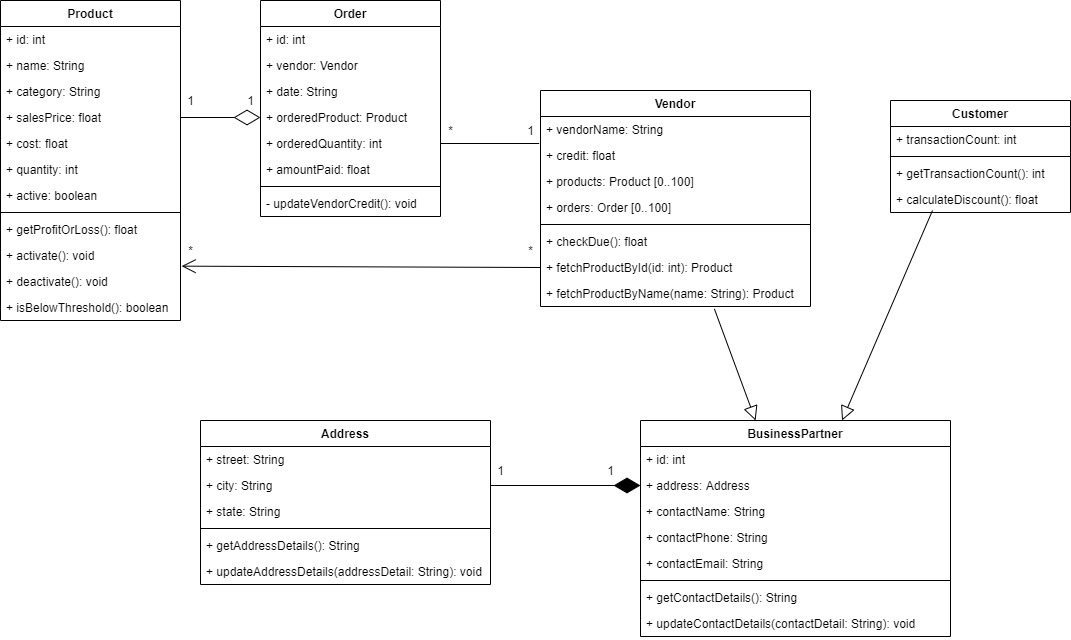 Product
+ id: int
+ name: String
+ category: String
+ salesPrice: float
+ cost: float
+ quantity: int
+ active: boolean
+ getProfitOrLoss(): float
+ activate(): void
+ deactivate(): void
+ isBelowThreshold(): boolean
1
1
Order
+ id: int
+ vendor: Vendor
+ date: String
+ orderedProduct: Product
+ orderedQuantity: int
+ amountPaid: float
- updateVendorCredit(): void
*
1
*
*
Vendor
+ vendorName: String
+ credit: float
+ products: Product [0..100]
+ orders: Order [0..100]
+ checkDue(): float
+ fetchProductById(id: int): Product
+ fetchProductByName(name: String): Product
Customer
+ transactionCount: int
+ getTransactionCount(): int
+ calculateDiscount(): float
Address
+ street: String
+ city: String
+ state: String
+ getAddressDetails(): String
+ updateAddressDetails(addressDetail: String): void
1
1
BusinessPartner
+ id: int
+ address: Address
+ contactName: String
+ contactPhone: String
+ contactEmail: String
+ getContactDetails(): String
+ updateContactDetails(contactDetail: String): void